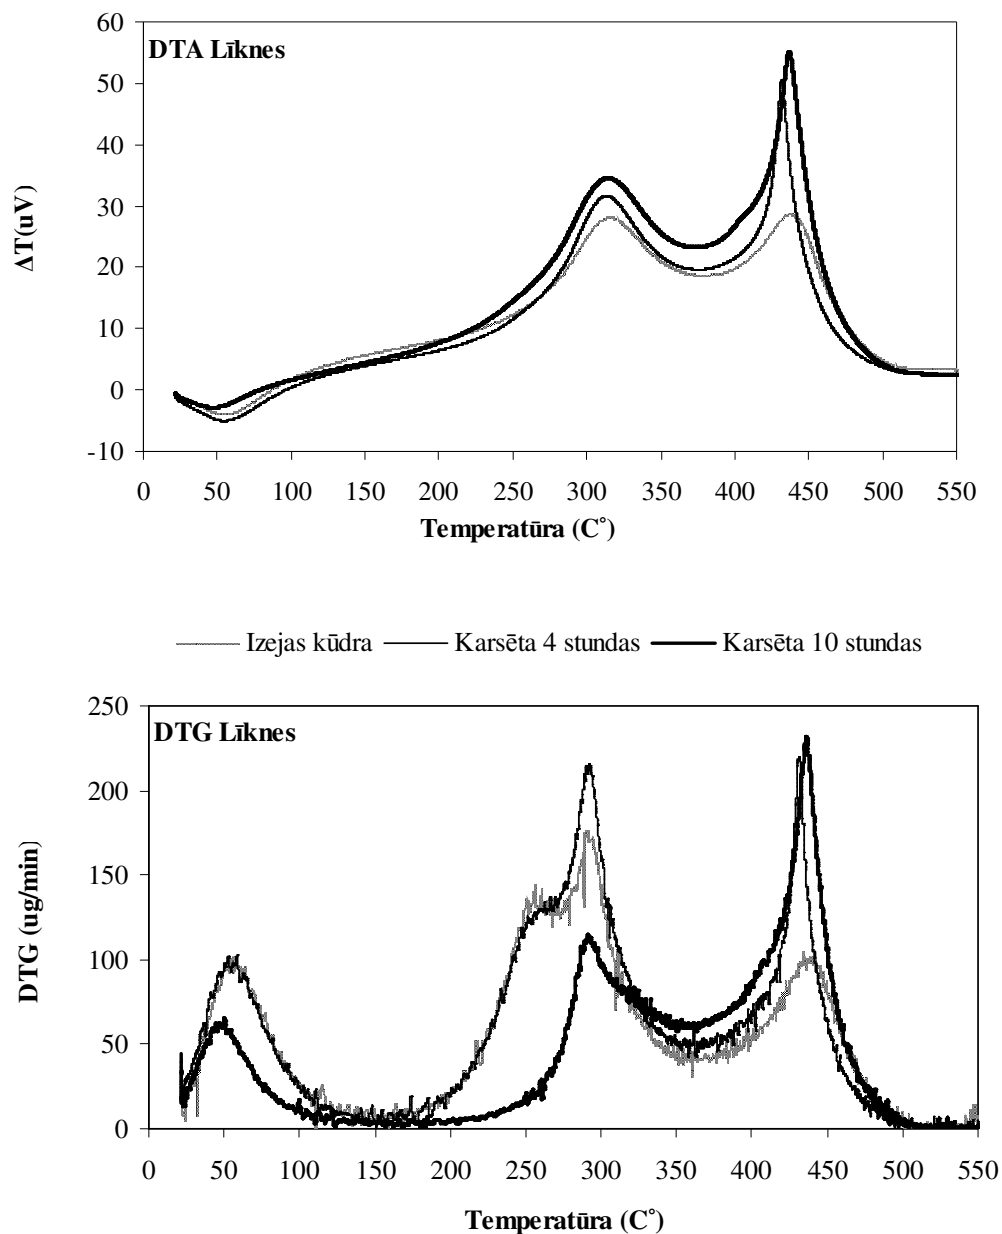 60
DTA Līknes
50
40
30
20
10
0
-10
ΔT(uV)
0 50 100 150 200 250 300 350 400 450 500 550
Temperatūra (C˚)
Izejas kūdra Karsēta 4 stundas Karsēta 10 stundas
250
DTG Līknes
200
150
100
50
0
DTG (ug/min)
0 50 100 150 200 250 300 350 400 450 500 550
Temperatūra (C˚)